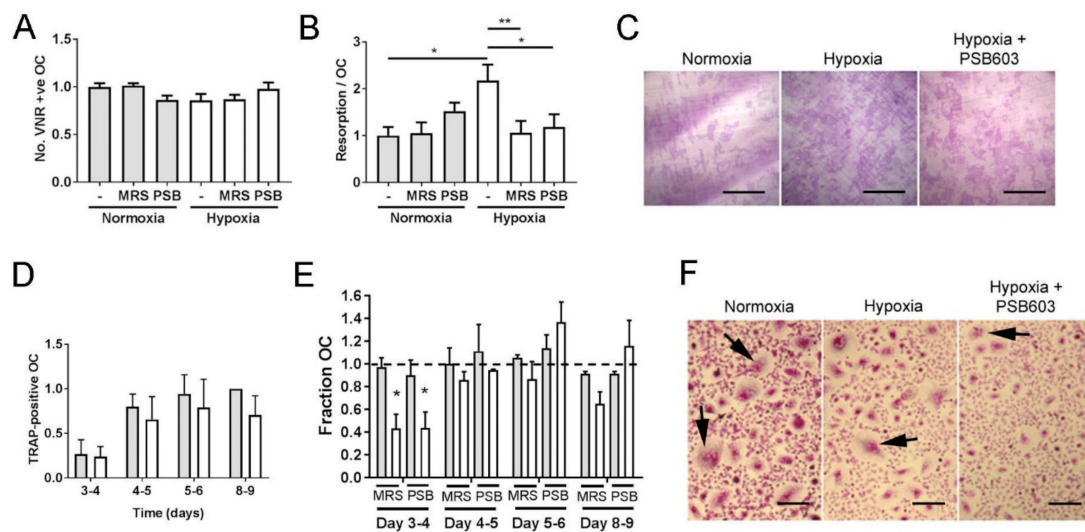 A
No. VNR +ve OC
1.5
1.0
0.5
0.0
- MRS PSB - MRS PSB
Normoxia Hypoxia
B
Resorption / OC
3
2
1
0
*
**
*
- MRS PSB - MRS PSB
Normoxia Hypoxia
C
Normoxia
Hypoxia
Hypoxia +
PSB603
D
TRAP-positive OC
1.5
1.0
0.5
0.0
3-4 4-5 5-6 8-9
Time (days)
E
Fraction OC
1.6
1.4
1.2
1.0
0.8
0.6
0.4
0.2
0.0
* *
MRS PSB MRS PSB MRS PSB MRS PSB
Day 3-4 Day 4-5 Day 5-6 Day 8-9
F
Normoxia
Hypoxia
Hypoxia +
PSB603